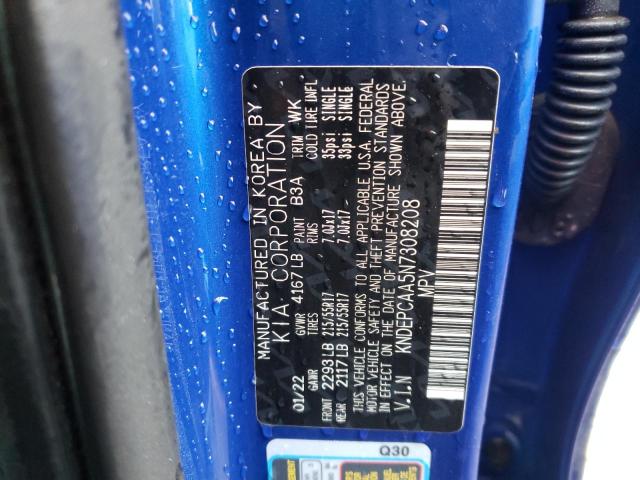 MANUFACTURED IN KOREA BY
KIA CORPORATION
01/22 GVWR 4167 LB PAINT B3A TRIM WK
GAWR TIRES RIMS COLD TIRE INFL
FRONT 2293 LB 215/55R17 7.00x17 35psi SINGLE
REAR 2117 LB 215/55R17 7.00x17 33psi SINGLE
THIS VEHICLE CONFORMS TO ALL APPLICABLE U.S.A. FEDERAL
MOTOR VEHICLE SAFETY AND THEFT PREVENTION STANDARDS
IN EFFECT ON THE DATE OF MANUFACTURE SHOWN ABOVE.
V.I.N KNDEPCAA5N7308208
MPV
Q30